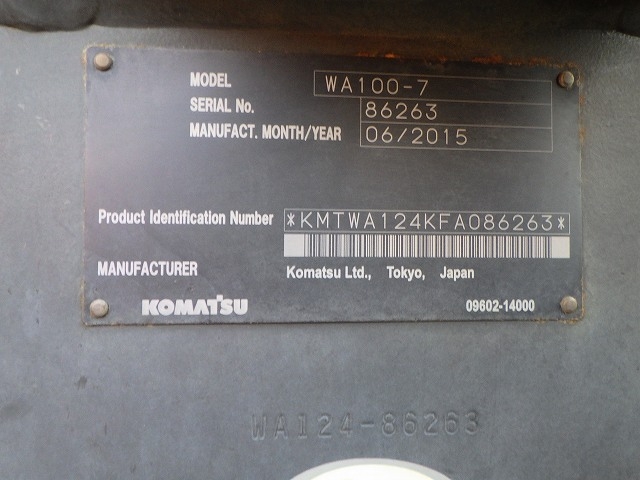 MODEL WA100-7
SERIAL No. 86263
MANUFACT. MONTH/YEAR 06/2015
Product Identification Number *KMTWA124KFA086263*
MANUFACTURER Komatsu Ltd., Tokyo, Japan
KOMATSU 09602-14000
WA124-86263